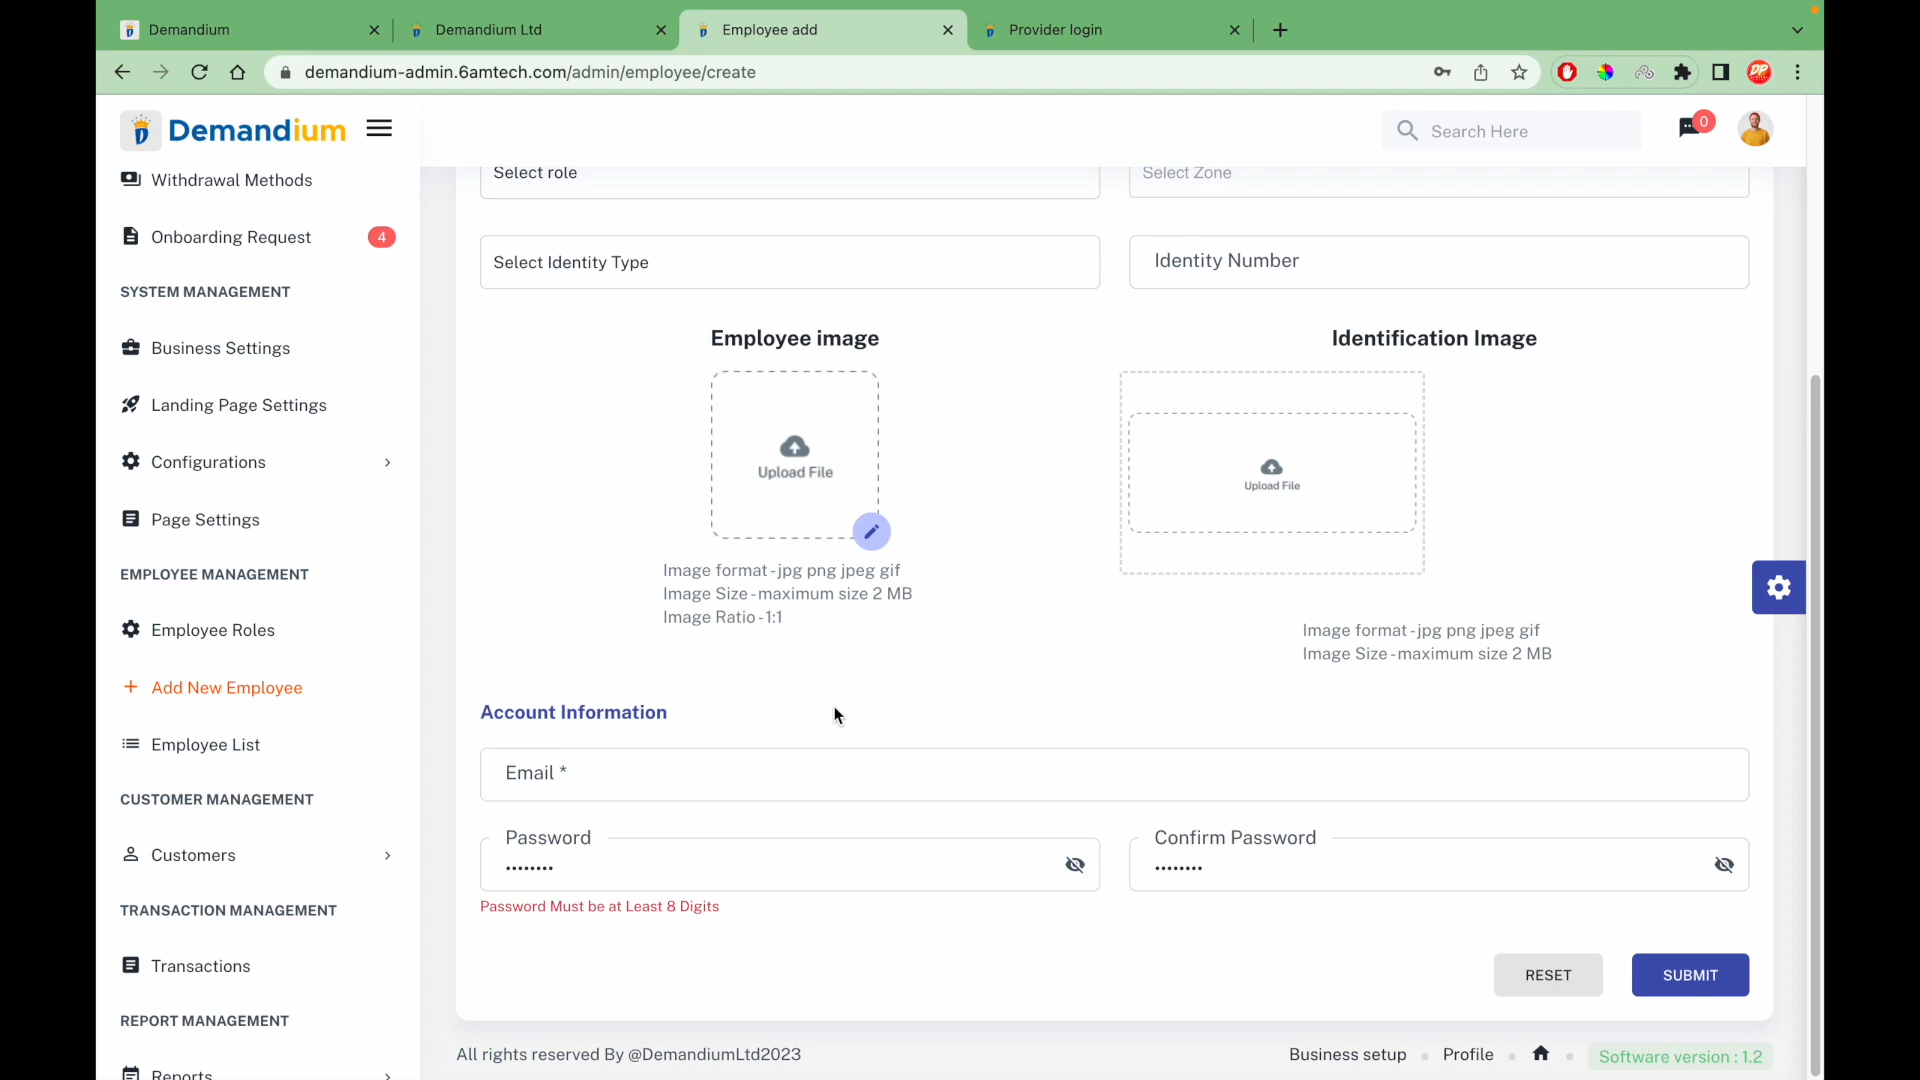 Demandium
Demandium Ltd
Employee add
Provider login
demandium-admin.6amtech.com/admin/employee/create
Demandium
Search Here
0
Withdrawal Methods
Onboarding Request
4
SYSTEM MANAGEMENT
Business Settings
Landing Page Settings
Configurations
Page Settings
EMPLOYEE MANAGEMENT
Employee Roles
Add New Employee
Employee List
CUSTOMER MANAGEMENT
Customers
TRANSACTION MANAGEMENT
Transactions
REPORT MANAGEMENT
Reports
Select role
Select Zone
Select Identity Type
Identity Number
Employee image
Identification Image
Upload File
Upload File
Image format - jpg png jpeg gif
Image Size - maximum size 2 MB
Image Ratio - 1:1
Image format - jpg png jpeg gif
Image Size - maximum size 2 MB
Account Information
Email *
Password
••••••••
Confirm Password
••••••••
Password Must be at Least 8 Digits
RESET
SUBMIT
All rights reserved By @DemandiumLtd2023
Business setup
Profile
Software version : 1.2